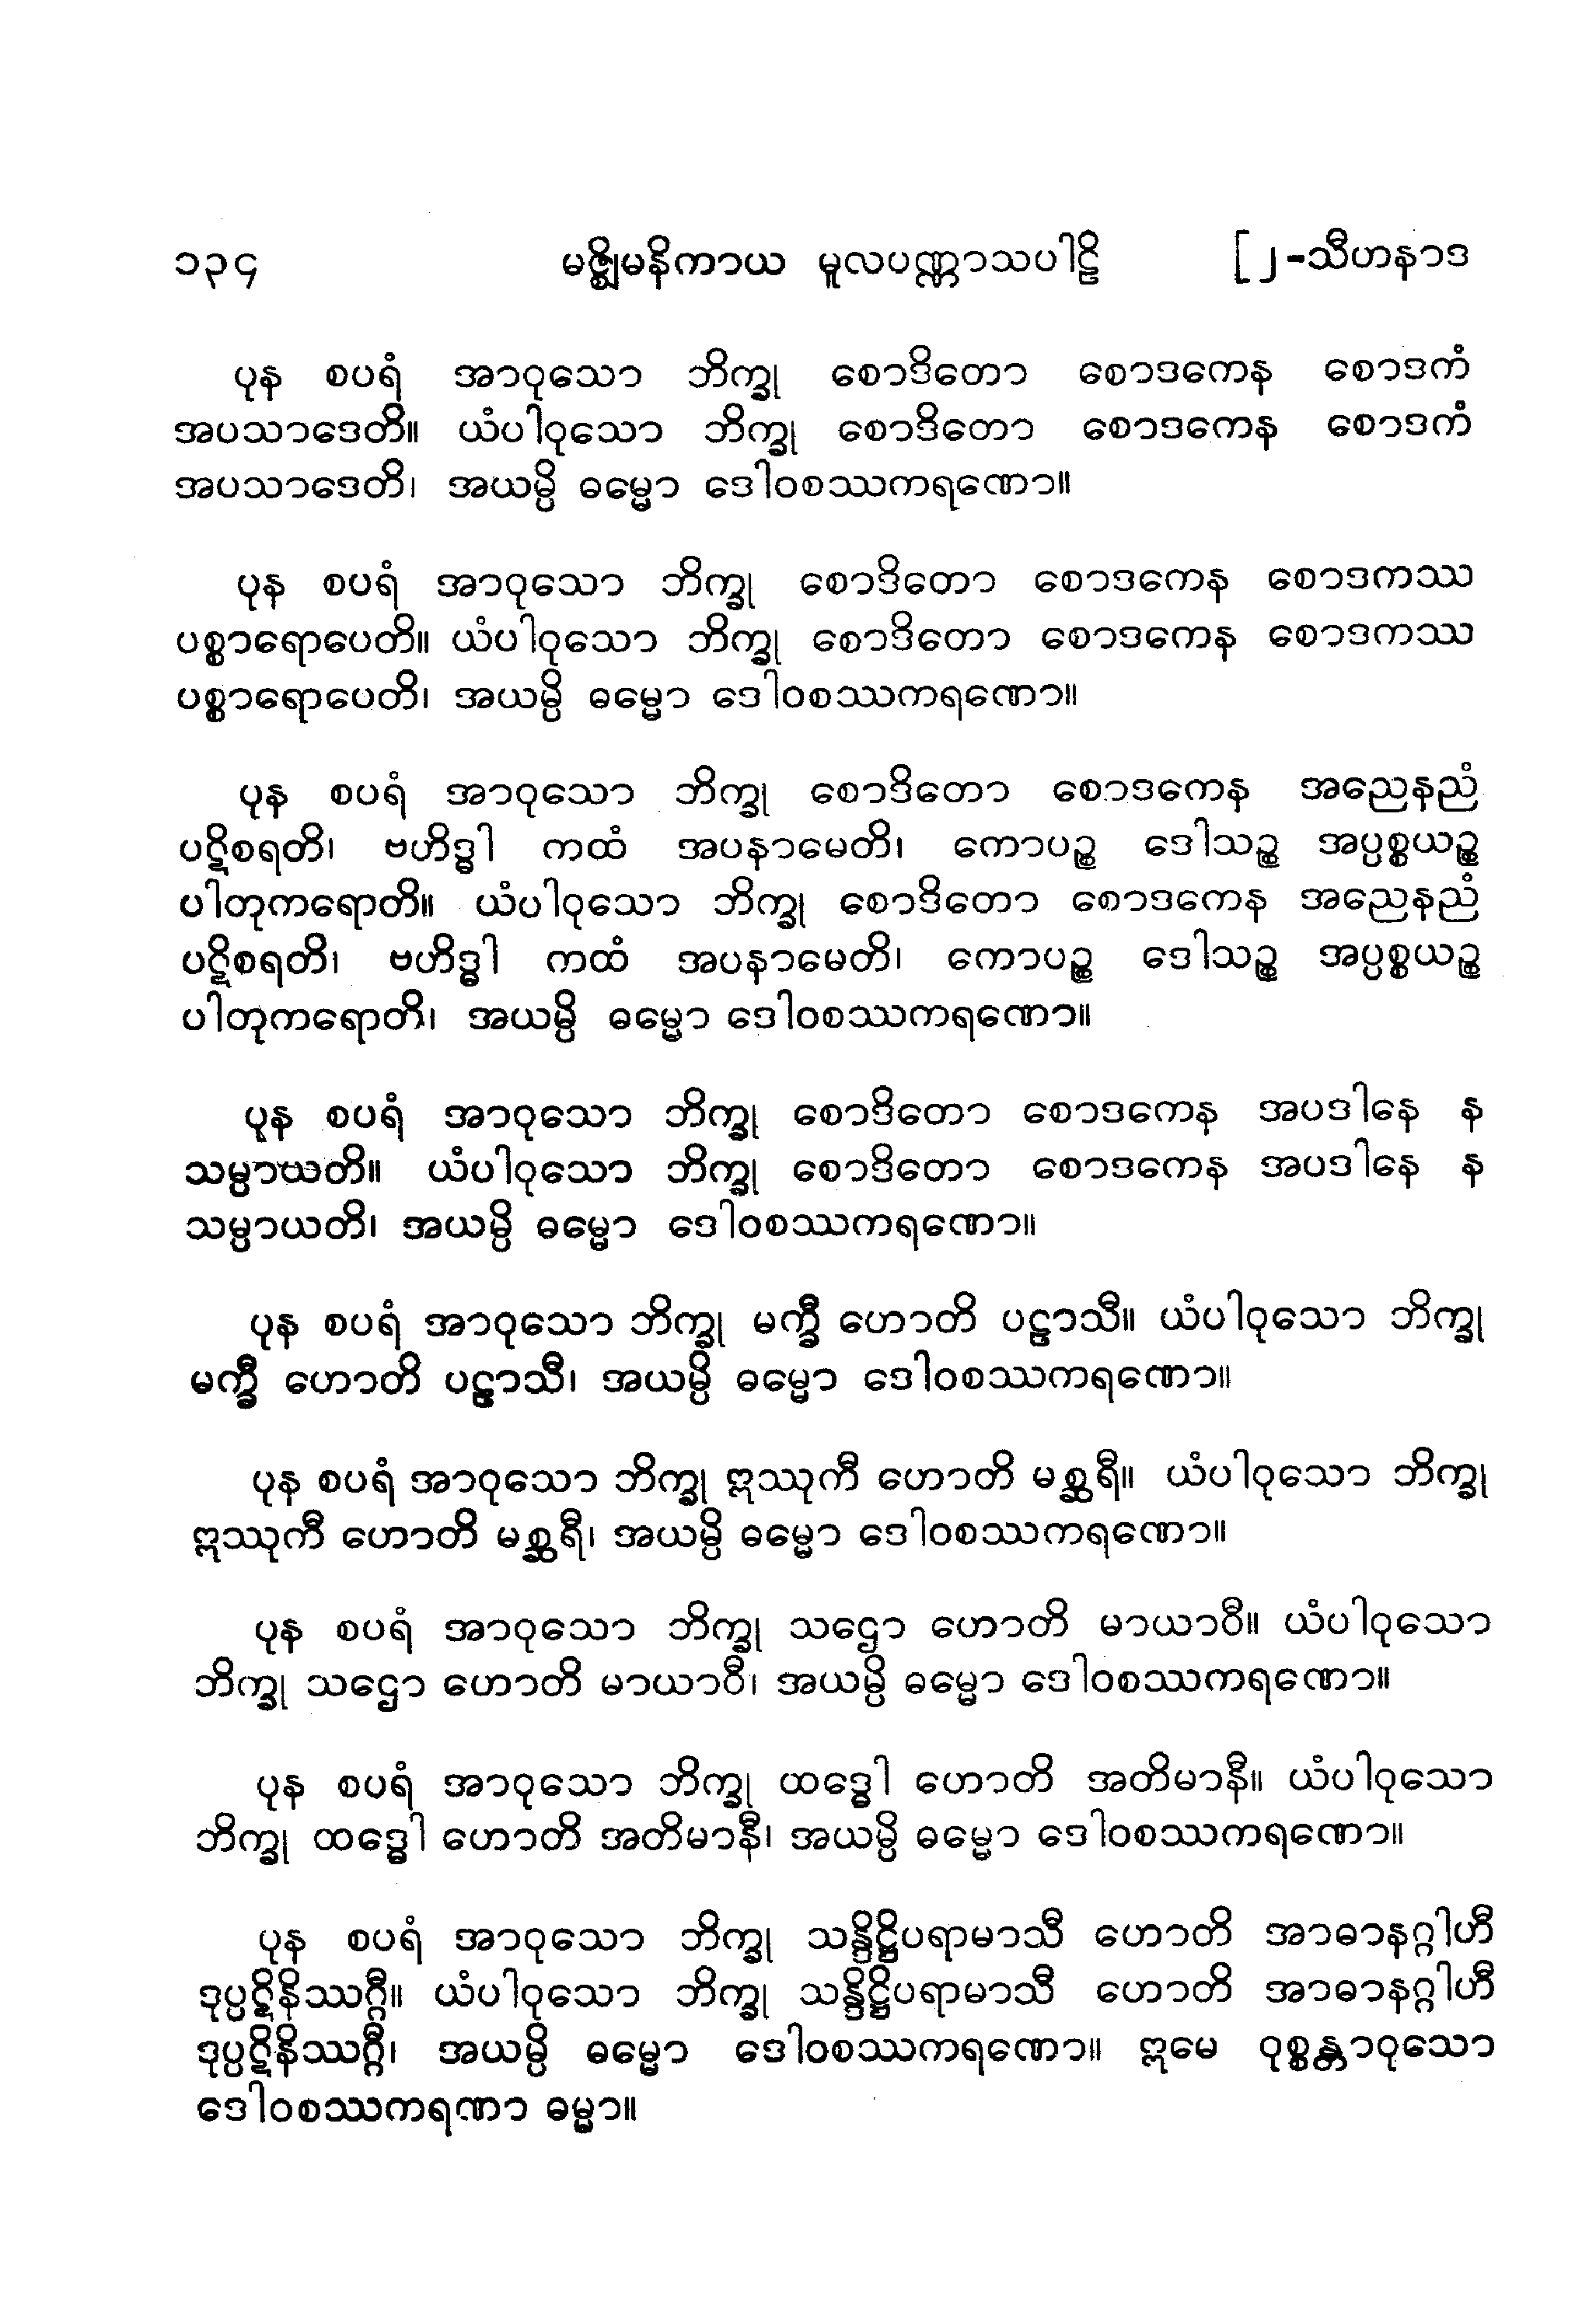 ၁၃၄ မဇ္ဈိမနိကာယ မူလပဏ္ဏာသပါဠိ [၂-သီဟနာဒ
ပုန စပရံ အာဝုသော ဘိက္ခု စောဒိတော စောဒကေန စောဒကံ
အပသာဒေတိ။ ယံပါဝုသော ဘိက္ခု စောဒိတော စောဒကေန စောဒကံ
အပသာဒေတိ၊ အယမ္ပိ ဓမ္မော ဒေါဝစဿကရဏော။
ပုန စပရံ အာဝုသော ဘိက္ခု စောဒိတော စောဒကေန စောဒကဿ
ပစ္စာရောပေတိ။ ယံပါဝုသော ဘိက္ခု စောဒိတော စောဒကေန စောဒကဿ
ပစ္စာရောပေတိ၊ အယမ္ပိ ဓမ္မော ဒေါဝစဿကရဏော။
ပုန စပရံ အာဝုသော ဘိက္ခု စောဒိတော စောဒကေန အညေနညံ
ပဋိစရတိ၊ ဗဟိဒ္ဓါ ကထံ အပနာမေတိ၊ ကောပဉ္စ ဒေါသဉ္စ အပ္ပစ္စယဉ္စ
ပါတုကရောတိ။ ယံပါဝုသော ဘိက္ခု စောဒိတော စောဒကေန အညေနညံ
ပဋိစရတိ၊ ဗဟိဒ္ဓါ ကထံ အပနာမေတိ၊ ကောပဉ္စ ဒေါသဉ္စ အပ္ပစ္စယဉ္စ
ပါတုကရောတိ၊ အယမ္ပိ ဓမ္မော ဒေါဝစဿကရဏော။
ပုန စပရံ အာဝုသော ဘိက္ခု စောဒိတော စောဒကေန အပဒါနေ န
သမ္ပာယတိ။ ယံပါဝုသော ဘိက္ခု စောဒိတော စောဒကေန အပဒါနေ န
သမ္ပာယတိ၊ အယမ္ပိ ဓမ္မော ဒေါဝစဿကရဏော။
ပုန စပရံ အာဝုသော ဘိက္ခု မက္ခီ ဟောတိ ပဠာသီ။ ယံပါဝုသော ဘိက္ခု
မက္ခီ ဟောတိ ပဠာသီ၊ အယမ္ပိ ဓမ္မော ဒေါဝစဿကရဏော။
ပုန စပရံ အာဝုသော ဘိက္ခု ဣဿုကီ ဟောတိ မစ္ဆရီ။ ယံပါဝုသော ဘိက္ခု
ဣဿုကီ ဟောတိ မစ္ဆရီ၊ အယမ္ပိ ဓမ္မော ဒေါဝစဿကရဏော။
ပုန စပရံ အာဝုသော ဘိက္ခု သဌော ဟောတိ မာယာဝီ။ ယံပါဝုသော
ဘိက္ခု သဌော ဟောတိ မာယာဝီ၊ အယမ္ပိ ဓမ္မော ဒေါဝစဿကရဏော။
ပုန စပရံ အာဝုသော ဘိက္ခု ထဒ္ဓေါ ဟောတိ အတိမာနီ။ ယံပါဝုသော
ဘိက္ခု ထဒ္ဓေါ ဟောတိ အတိမာနီ၊ အယမ္ပိ ဓမ္မော ဒေါဝစဿကရဏော။
ပုန စပရံ အာဝုသော ဘိက္ခု သန္ဒိဋ္ဌိပရာမာသီ ဟောတိ အာဓာနဂ္ဂါဟီ
ဒုပ္ပဋိနိဿဂ္ဂီ။ ယံပါဝုသော ဘိက္ခု သန္ဒိဋ္ဌိပရာမာသီ ဟောတိ အာဓာနဂ္ဂါဟီ
ဒုပ္ပဋိနိဿဂ္ဂီ၊ အယမ္ပိ ဓမ္မော ဒေါဝစဿကရဏော။ ဣမေ ဝုစ္စန္တာဝုသော
ဒေါဝစဿကရဏာ ဓမ္မာ။